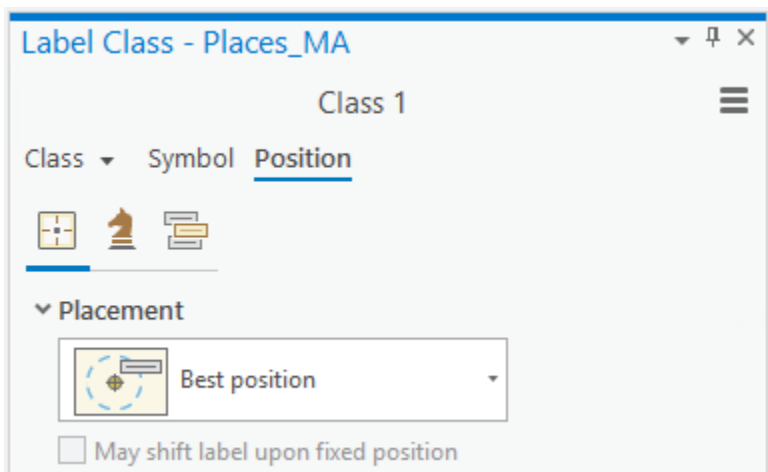 Label Class - Places_MA
Class 1
Class Symbol Position
Placement
Best position
May shift label upon fixed position